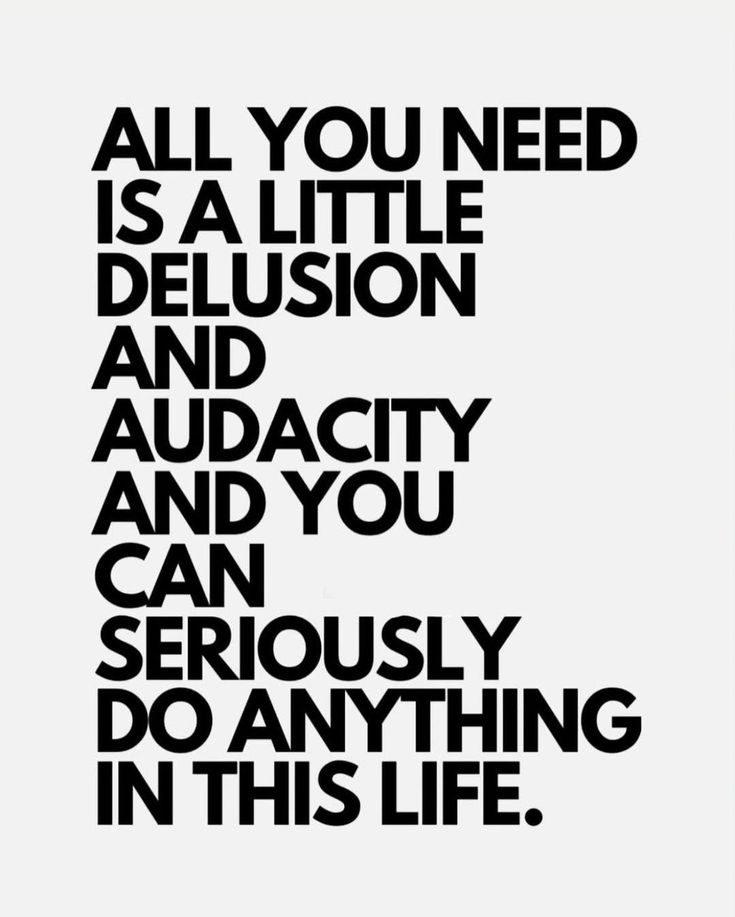 ALL YOU NEED
IS A LITTLE
DELUSION
AND
AUDACITY
AND YOU
CAN
SERIOUSLY
DO ANYTHING
IN THIS LIFE.